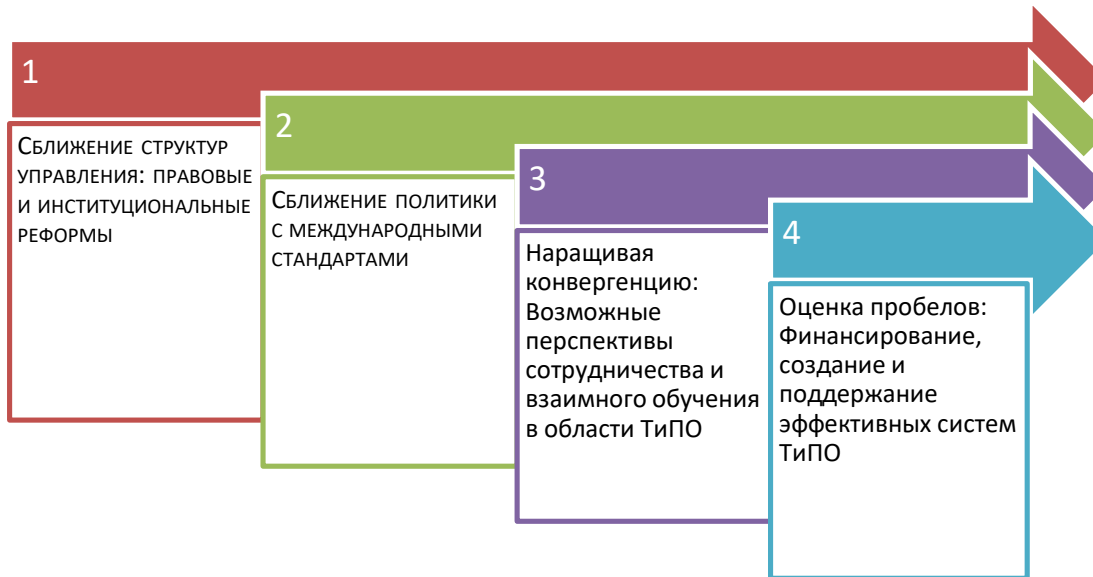 1
Сближение структур
управления: правовые
и институциональные
реформы
2
Сближение политики
с международными
стандартами
3
Наращивая
конвергенцию:
Возможные
перспективы
сотрудничества и
взаимного обучения
в области ТиПО
4
Оценка пробелов:
Финансирование,
создание и
поддержание
эффективных систем
ТиПО